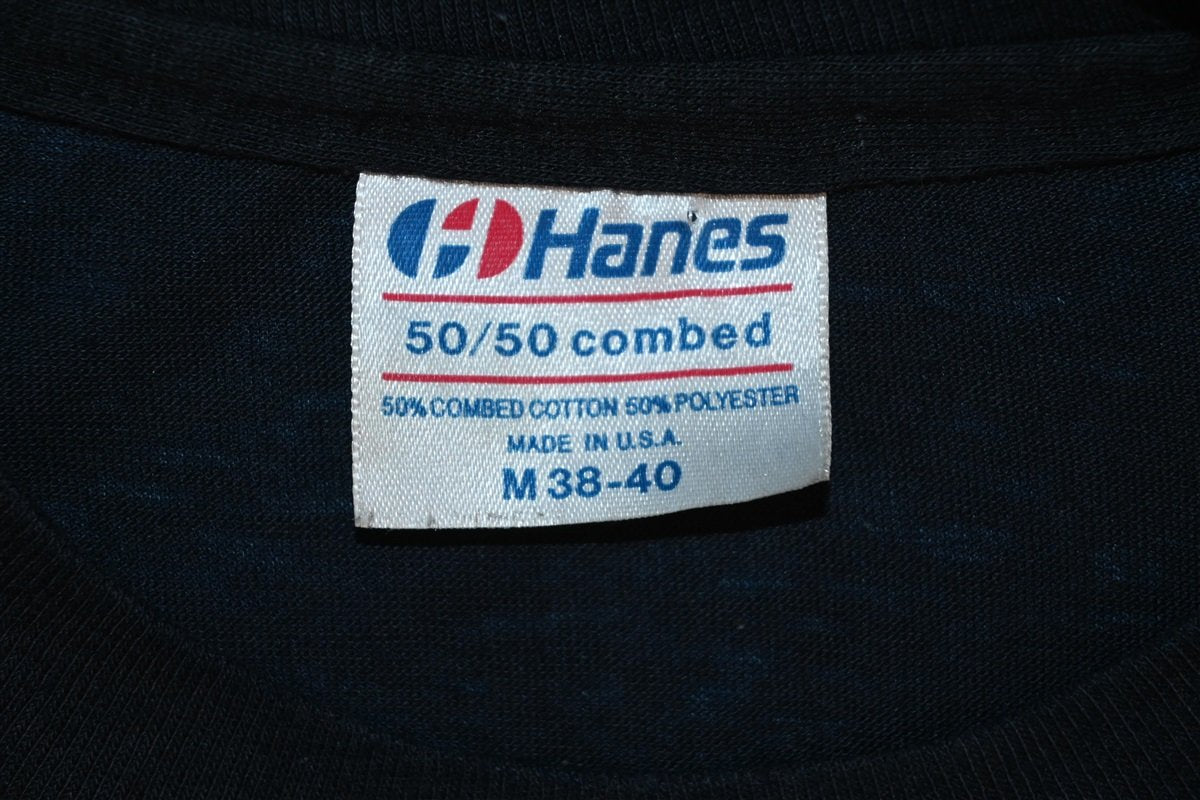 Hanes
50/50 combed
50% COMBED COTTON 50% POLYESTER
MADE IN U.S.A.
M 38-40